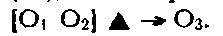 [O₁ O₂] ▲ → O₃.